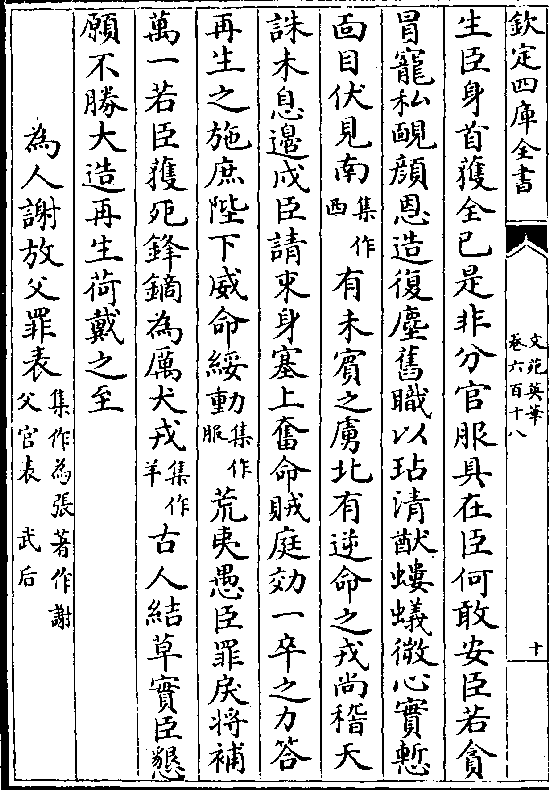 欽定四庫全書
文苑英華
卷六百十八
十
生臣身首獲全已是非分官服具在臣何敢安臣若貪
冒寵私靦顔恩造復塵舊職以玷清猷螻蟻微心實慙
面目伏見南集作西有未賓之虜北有逆命之戎尚稽天
誅未息邊戍臣請束身塞上奮命賊庭効一卒之力答
再生之施庶陛下威命綏動集作服荒夷愚臣罪戾將補
萬一若臣獲死鋒鏑為厲犬戎集作羊古人結草實臣懇
願不勝大造再生荷戴之至
為人謝放父罪表集作為張著作謝父官表 武后